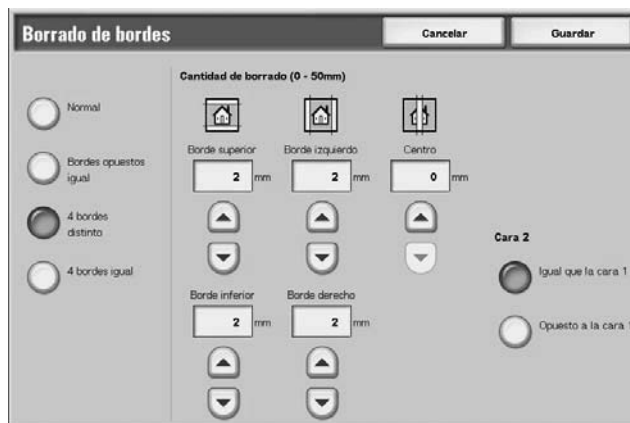 Borrado de bordes
Cancelar
Guardar
Normal
Bordes opuestos
igual
4 bordes
distinto
4 bordes igual
Cantidad de borrado (0 - 50mm)
Borde superior
Borde izquierdo
Centro
2 mm
2 mm
0 mm
Borde inferior
Borde derecho
2 mm
2 mm
Cara 2
Igual que la cara 1
Opuesto a la cara 1